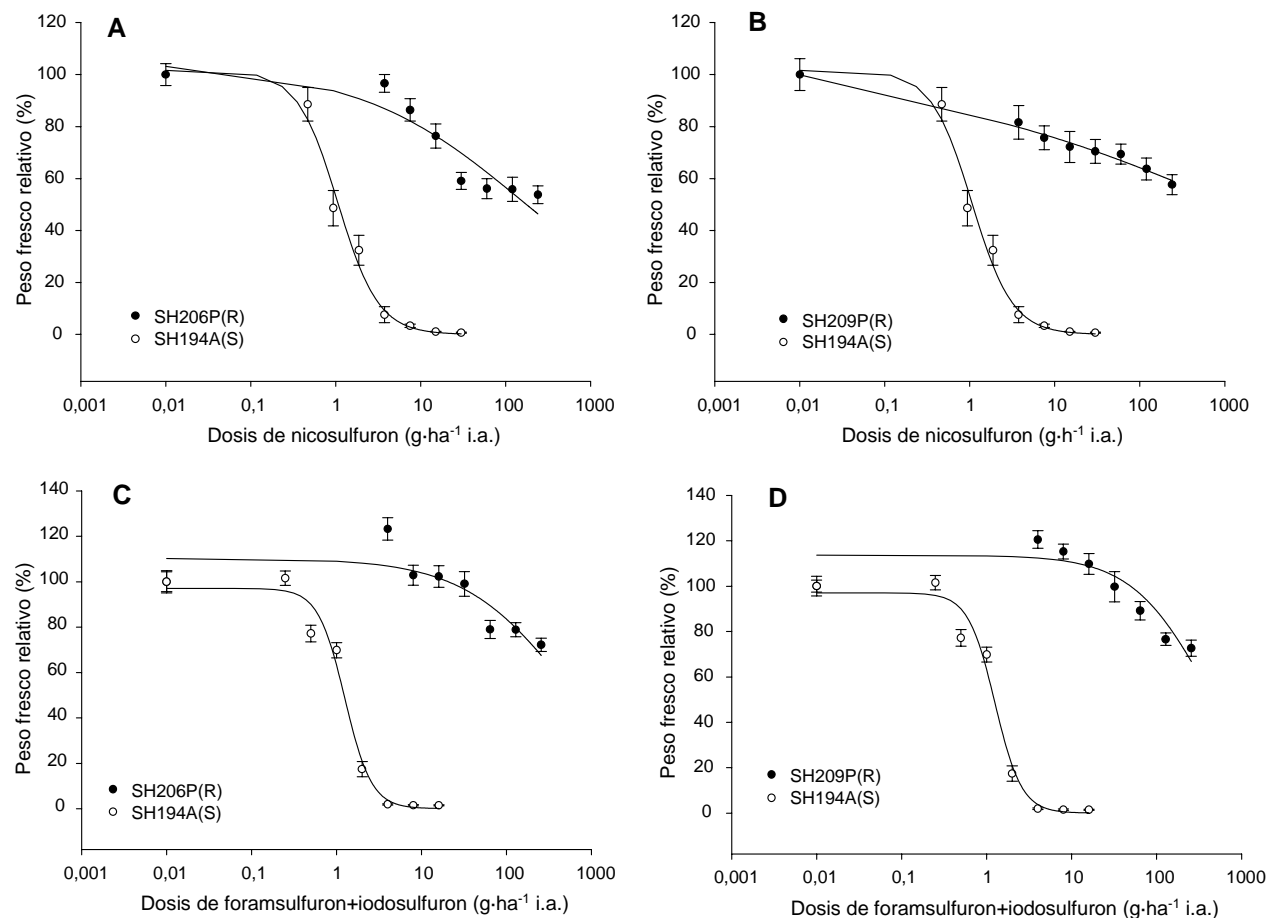 A
Peso fresco relativo (%)
120
100
80
60
40
20
0
SH206P(R)
SH194A(S)
0,001 0,01 0,1 1 10 100 1000
Dosis de nicosulfuron (g·ha⁻¹ i.a.)
B
Peso fresco relativo (%)
120
100
80
60
40
20
0
SH209P(R)
SH194A(S)
0,001 0,01 0,1 1 10 100 1000
Dosis de nicosulfuron (g·h⁻¹ i.a.)
C
Peso fresco relativo (%)
140
120
100
80
60
40
20
0
SH206P(R)
SH194A(S)
0,001 0,01 0,1 1 10 100 1000
Dosis de foramsulfuron+iodosulfuron (g·ha⁻¹ i.a.)
D
Peso fresco relativo (%)
140
120
100
80
60
40
20
0
SH209P(R)
SH194A(S)
0,001 0,01 0,1 1 10 100 1000
Dosis de foramsulfuron+iodosulfuron (g·ha⁻¹ i.a.)